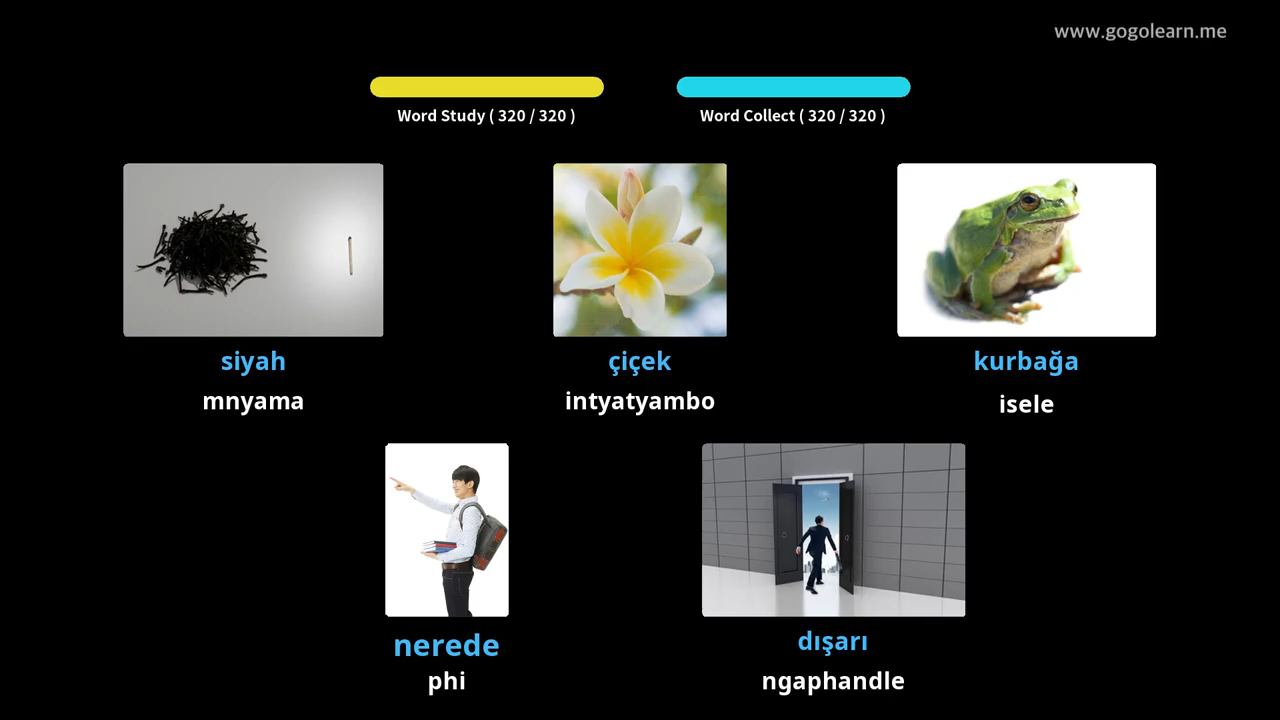 www.gogolearn.me
Word Study ( 320 / 320 )
Word Collect ( 320 / 320 )
siyah
mnyama
çiçek
intyatyambo
kurbağa
isele
nerede
phi
dışarı
ngaphandle